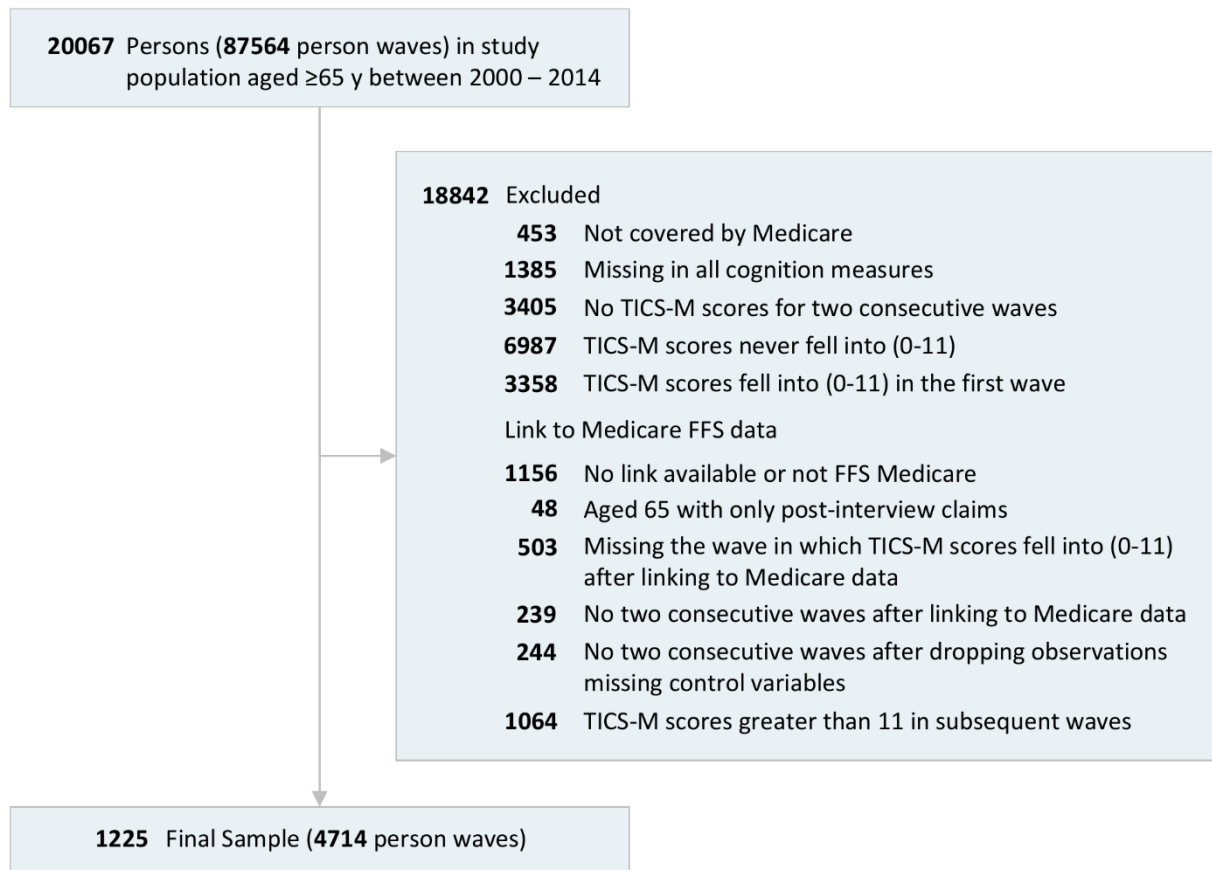 20067 Persons (87564 person waves) in study
population aged ≥65 y between 2000 – 2014
18842 Excluded
453 Not covered by Medicare
1385 Missing in all cognition measures
3405 No TICS-M scores for two consecutive waves
6987 TICS-M scores never fell into (0-11)
3358 TICS-M scores fell into (0-11) in the first wave
Link to Medicare FFS data
1156 No link available or not FFS Medicare
48 Aged 65 with only post-interview claims
503 Missing the wave in which TICS-M scores fell into (0-11)
after linking to Medicare data
239 No two consecutive waves after linking to Medicare data
244 No two consecutive waves after dropping observations
missing control variables
1064 TICS-M scores greater than 11 in subsequent waves
1225 Final Sample (4714 person waves)